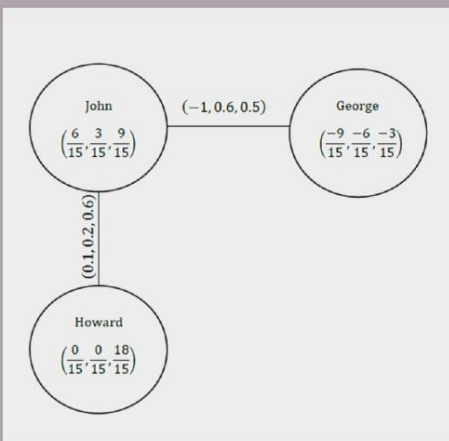 John
(6/15, 3/15, 9/15)
(−1, 0.6, 0.5)
George
(−9/15, −6/15, −3/15)
(0.1, 0.2, 0.6)
Howard
(0/15, 0/15, 18/15)